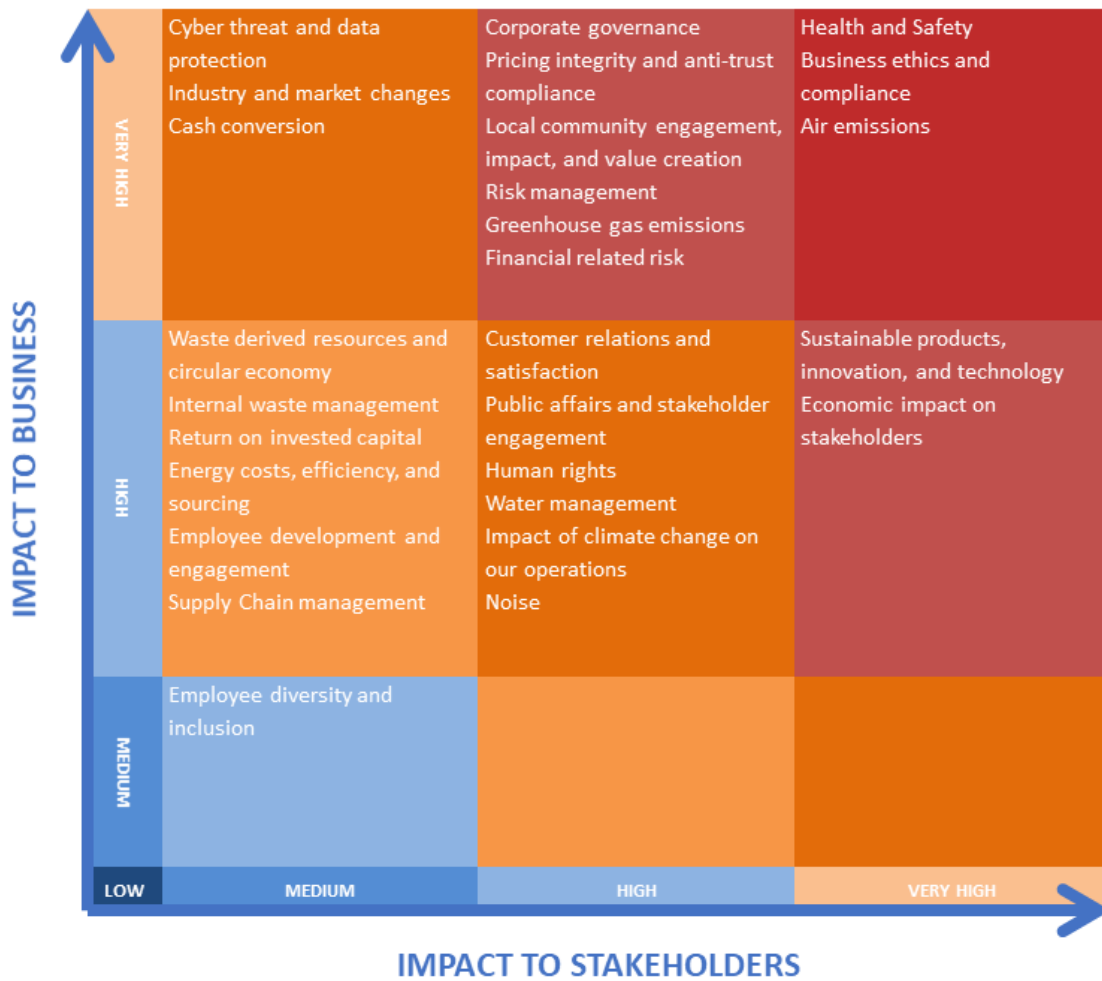 IMPACT TO BUSINESS
VERY HIGH
Cyber threat and data
protection
Industry and market changes
Cash conversion
Corporate governance
Pricing integrity and anti-trust
compliance
Local community engagement,
impact, and value creation
Risk management
Greenhouse gas emissions
Financial related risk
Health and Safety
Business ethics and
compliance
Air emissions
HIGH
Waste derived resources and
circular economy
Internal waste management
Return on invested capital
Energy costs, efficiency, and
sourcing
Employee development and
engagement
Supply Chain management
Customer relations and
satisfaction
Public affairs and stakeholder
engagement
Human rights
Water management
Impact of climate change on
our operations
Noise
Sustainable products,
innovation, and technology
Economic impact on
stakeholders
MEDIUM
Employee diversity and
inclusion
LOW
MEDIUM
HIGH
VERY HIGH
IMPACT TO STAKEHOLDERS